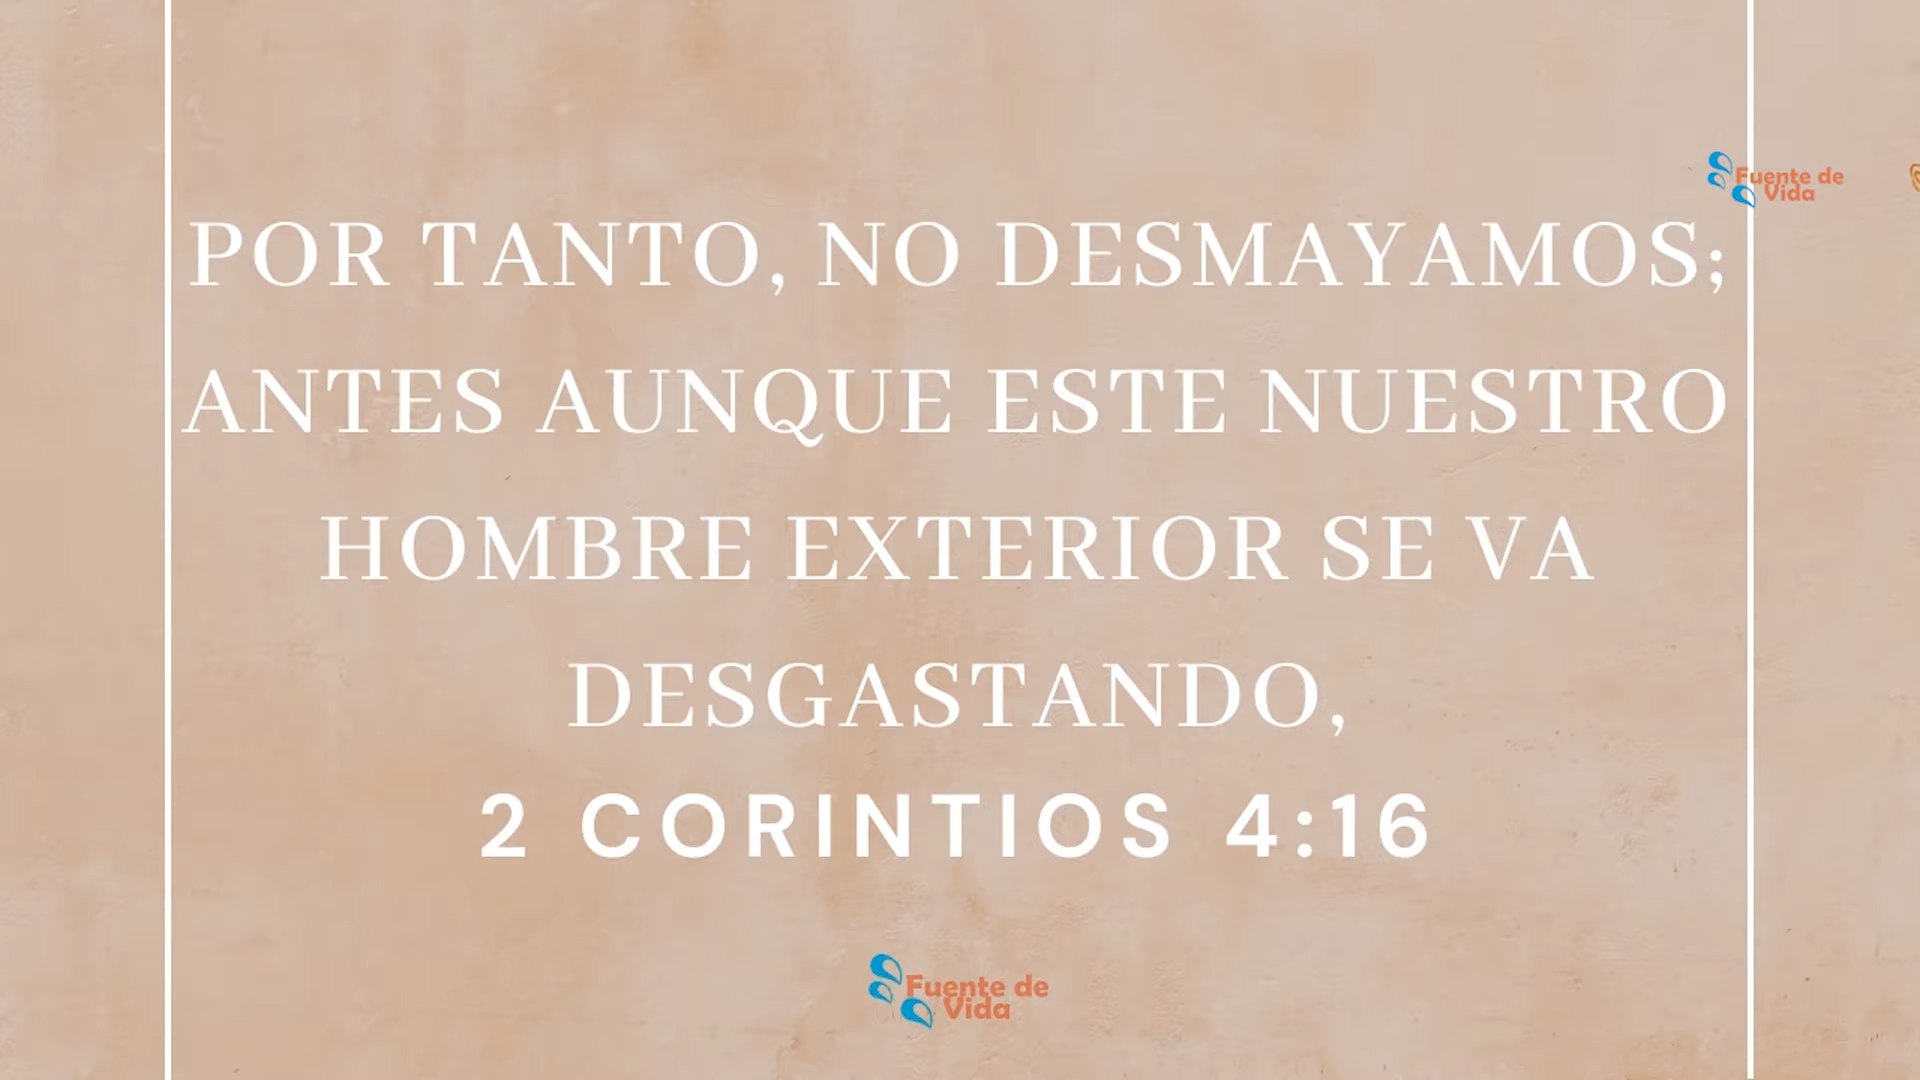 Fuente de
Vida
POR TANTO, NO DESMAYAMOS;
ANTES AUNQUE ESTE NUESTRO
HOMBRE EXTERIOR SE VA
DESGASTANDO,
2 CORINTIOS 4:16
Fuente de
Vida